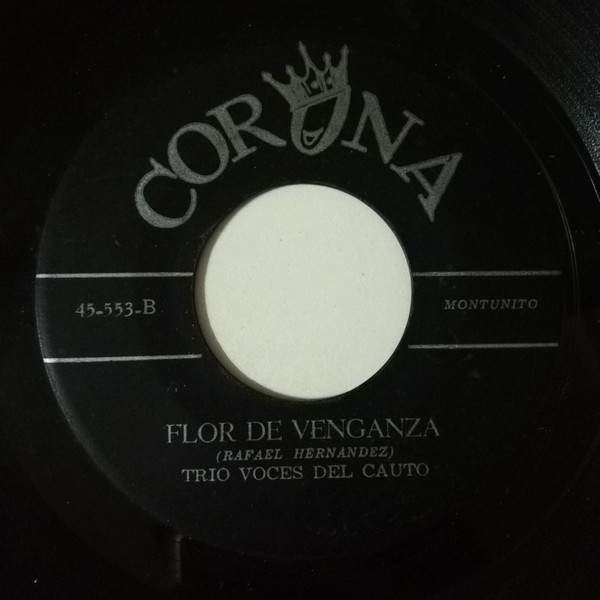 CORONA
45-553-B
MONTUNITO
FLOR DE VENGANZA
(RAFAEL HERNANDEZ)
TRIO VOCES DEL CAUTO